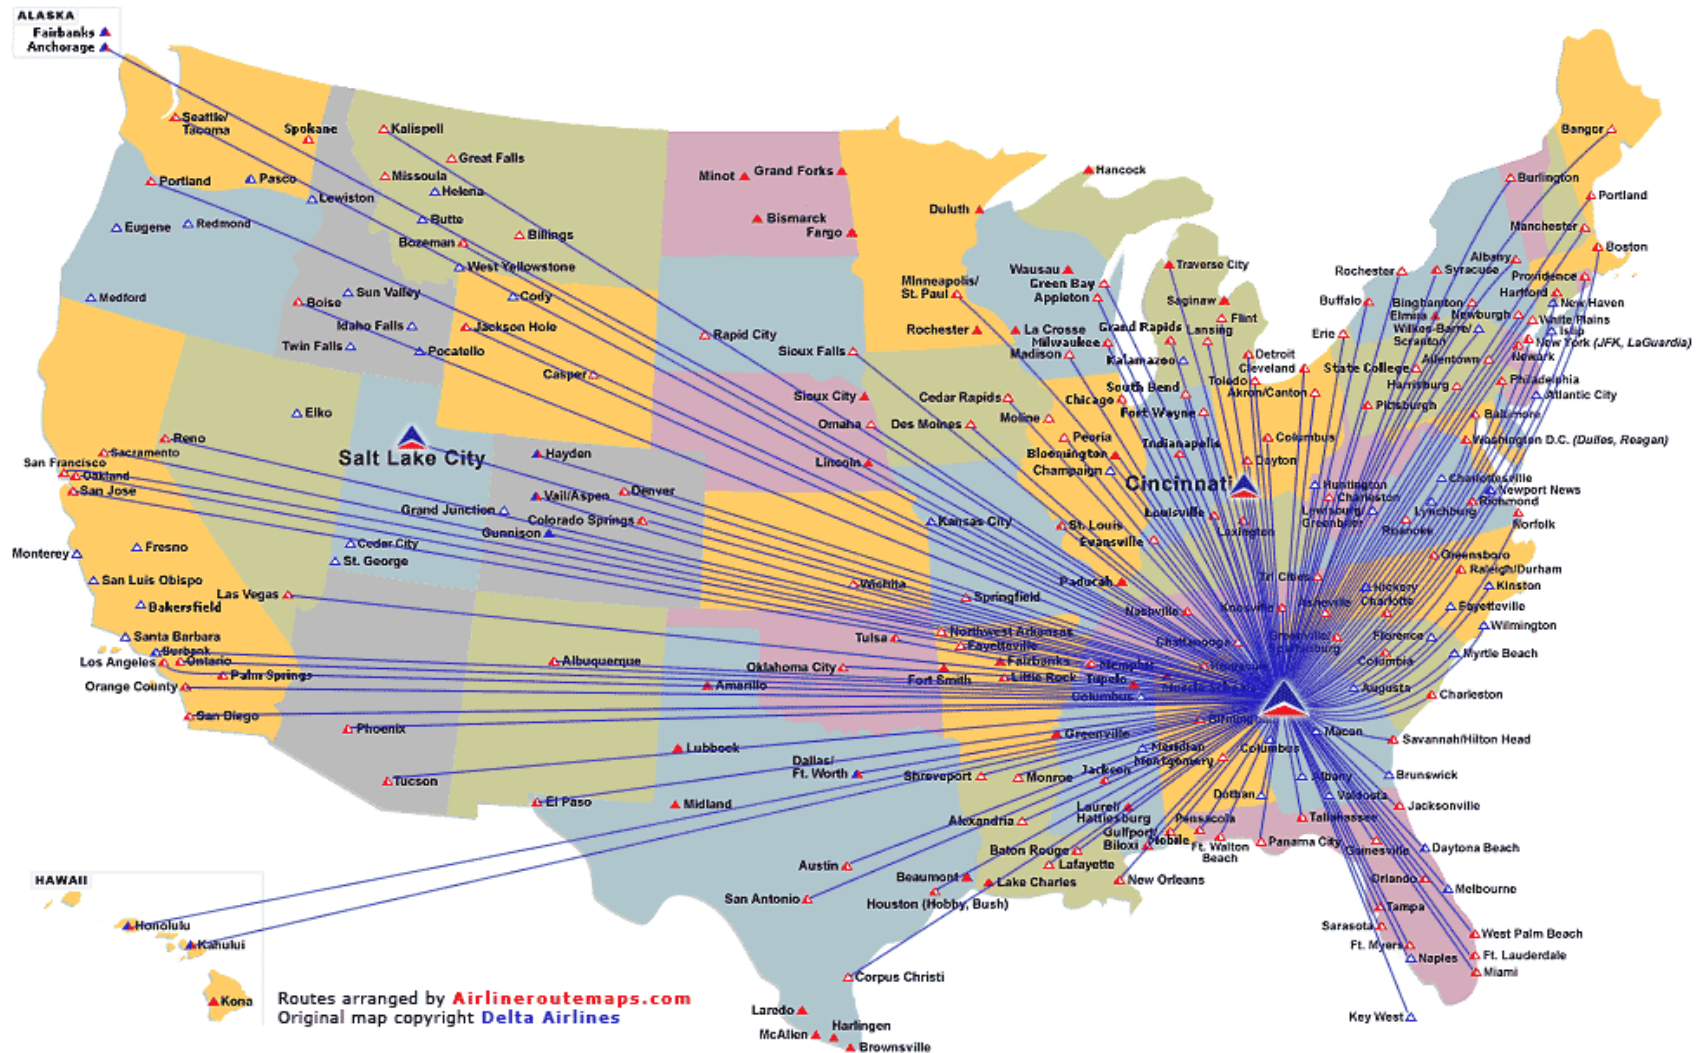 ALASKA
Fairbanks
Anchorage
Seattle/
Tacoma
Spokane
Kalispell
Great Falls
Missoula
Helena
Portland
Pasco
Lewiston
Eugene
Redmond
Butte
Bozeman
Billings
West Yellowstone
Medford
Boise
Sun Valley
Cody
Idaho Falls
Jackson Hole
Twin Falls
Pocatello
Casper
Elko
Reno
Sacramento
San Francisco
Oakland
San Jose
Salt Lake City
Hayden
Vail/Aspen
Denver
Grand Junction
Colorado Springs
Gunnison
Cedar City
St. George
Monterey
Fresno
San Luis Obispo
Bakersfield
Las Vegas
Santa Barbara
Burbank
Los Angeles
Ontario
Palm Springs
Orange County
San Diego
Phoenix
Tucson
Albuquerque
El Paso
Minot
Grand Forks
Bismarck
Fargo
Duluth
Hancock
Minneapolis/
St. Paul
Rapid City
Sioux Falls
Rochester
Wausau
Green Bay
Appleton
La Crosse
Milwaukee
Madison
Traverse City
Saginaw
Flint
Grand Rapids
Lansing
Kalamazoo
Detroit
Cleveland
Toledo
Akron/Canton
South Bend
Chicago
Fort Wayne
Sioux City
Omaha
Lincoln
Cedar Rapids
Des Moines
Moline
Peoria
Bloomington
Champaign
Indianapolis
Columbus
Dayton
Cincinnati
Kansas City
St. Louis
Evansville
Louisville
Lexington
Wichita
Springfield
Paducah
Nashville
Knoxville
Tri Cities
Chattanooga
Tulsa
Northwest Arkansas
Fayetteville
Oklahoma City
Fort Smith
Fairbanks
Little Rock
Memphis
Tupelo
Columbus
Muscle Shoals
Amarillo
Lubbock
Midland
Dallas/
Ft. Worth
Shreveport
Monroe
Greenville
Meridian
Jackson
Birmingham
Montgomery
Columbus
Macon
Albany
Dothan
Valdosta
Laurel/
Hattiesburg
Alexandria
Gulfport/
Biloxi
Mobile
Pensacola
Ft. Walton
Beach
Panama City
Tallahassee
Gainesville
Baton Rouge
Lafayette
New Orleans
Lake Charles
Beaumont
Houston (Hobby, Bush)
Austin
San Antonio
Corpus Christi
Laredo
McAllen
Harlingen
Brownsville
Bangor
Burlington
Portland
Manchester
Boston
Albany
Providence
Hartford
New Haven
Rochester
Syracuse
Buffalo
Binghamton
Elmira
Newburgh
White Plains
Islip
Wilkes-Barre/
Scranton
New York (JFK, LaGuardia)
Newark
Erie
State College
Allentown
Harrisburg
Philadelphia
Atlantic City
Pittsburgh
Baltimore
Washington D.C. (Dulles, Reagan)
Charlottesville
Newport News
Richmond
Norfolk
Huntington
Charleston
Lewisburg/
Greenbrier
Lynchburg
Roanoke
Greensboro
Raleigh/Durham
Hickory
Kinston
Asheville
Charlotte
Fayetteville
Wilmington
Greenville/
Spartanburg
Florence
Columbia
Myrtle Beach
Augusta
Charleston
Savannah/Hilton Head
Brunswick
Jacksonville
Daytona Beach
Orlando
Melbourne
Tampa
Sarasota
Ft. Myers
Naples
West Palm Beach
Ft. Lauderdale
Miami
Key West
HAWAII
Honolulu
Kahului
Kona
Routes arranged by Airlineroutemaps.com
Original map copyright Delta Airlines